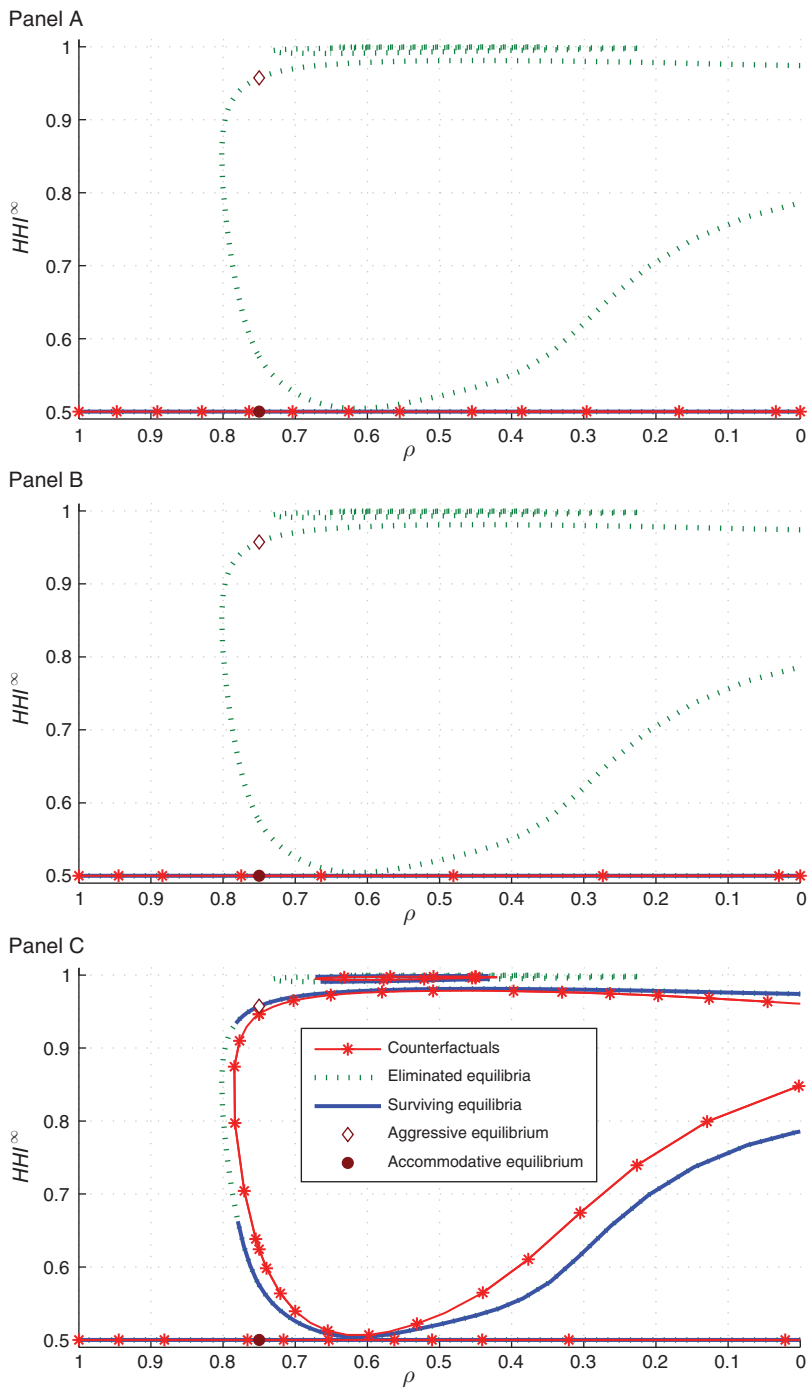 Panel A
1
0.9
0.8
0.7
0.6
0.5
HHI∞
1 0.9 0.8 0.7 0.6 0.5 0.4 0.3 0.2 0.1 0
ρ
Panel B
1
0.9
0.8
0.7
0.6
0.5
HHI∞
1 0.9 0.8 0.7 0.6 0.5 0.4 0.3 0.2 0.1 0
ρ
Panel C
1
0.9
0.8
0.7
0.6
0.5
HHI∞
Counterfactuals
Eliminated equilibria
Surviving equilibria
Aggressive equilibrium
Accommodative equilibrium
1 0.9 0.8 0.7 0.6 0.5 0.4 0.3 0.2 0.1 0
ρ